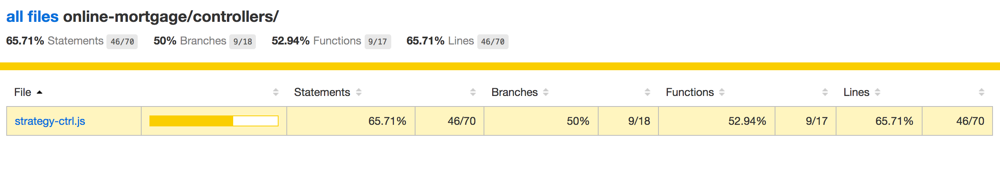 all files online-mortgage/controllers/
65.71% Statements 46/70 50% Branches 9/18 52.94% Functions 9/17 65.71% Lines 46/70
File Statements Branches Functions Lines
strategy-ctrl.js 65.71% 46/70 50% 9/18 52.94% 9/17 65.71% 46/70